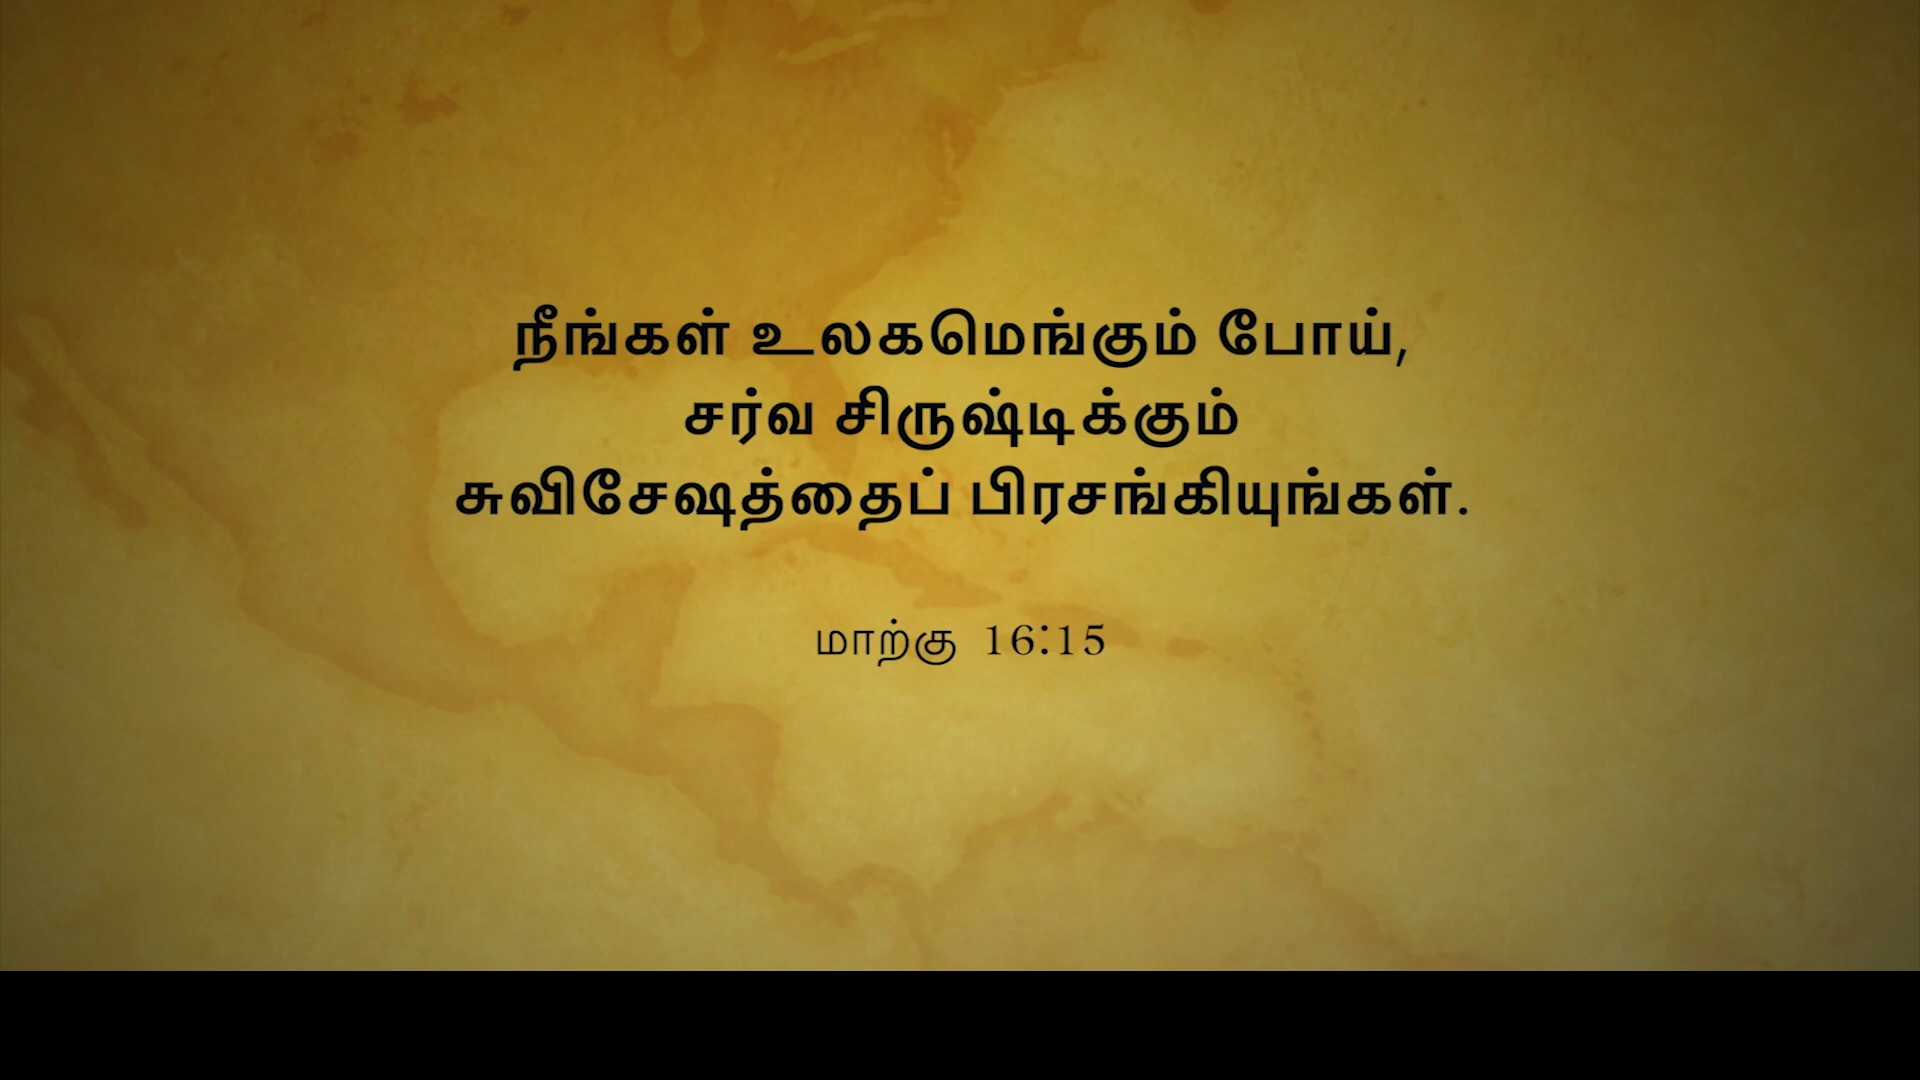 நீங்கள் உலகமெங்கும் போய்,
சர்வ சிருஷ்டிக்கும்
சுவிசேஷத்தைப் பிரசங்கியுங்கள்.
மாற்கு 16:15